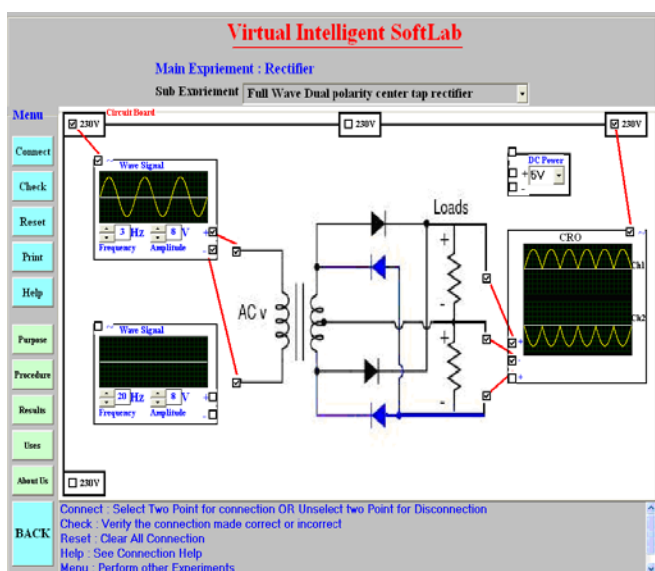 Virtual Intelligent SoftLab
Main Expriement : Rectifier
Sub Exnriement Full Wave Dual polarity center tap rectifier
Menu
Circuit Board
230V
230V
230V
Connect
Check
Reset
Print
Help
Purpose
Procedure
Results
Uses
About Us
BACK
~ Wave Signal
3 Hz 8 V +
-
Frequency Amplitude
~ Wave Signal
20 Hz 8 V +
-
Frequency Amplitude
230V
AC v
Loads
+
-
+
-
DC Power
+ 5V
-
~
CRO
Ch1
Ch2
+
-
+
Connect : Select Two Point for connection OR Unselect two Point for Disconnection
Check : Verify the connection made correct or incorrect
Reset : Clear All Connection
Help : See Connection Help
Menu : Perform other Experiments